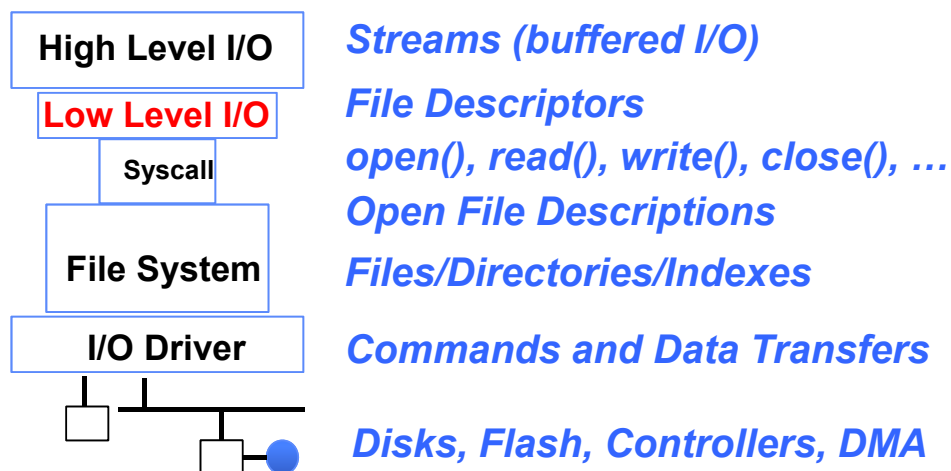 High Level I/O Streams (buffered I/O)
Low Level I/O File Descriptors
Syscall open(), read(), write(), close(), …
Open File Descriptions
File System Files/Directories/Indexes
I/O Driver Commands and Data Transfers
Disks, Flash, Controllers, DMA